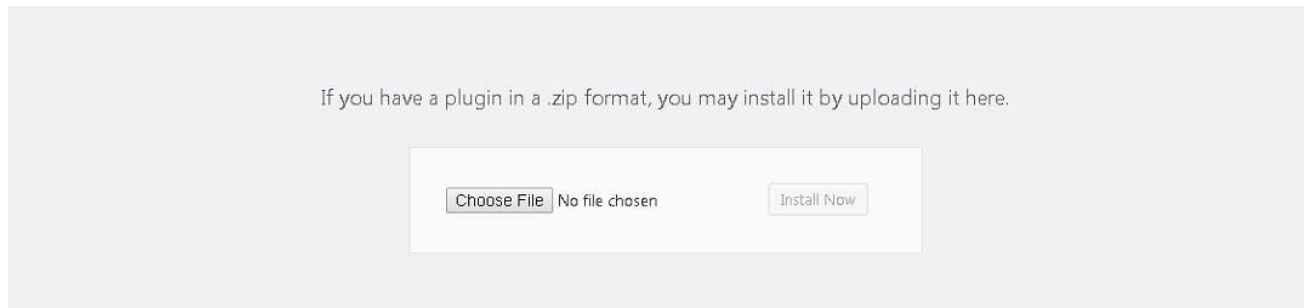 If you have a plugin in a .zip format, you may install it by uploading it here.
Choose File No file chosen Install Now